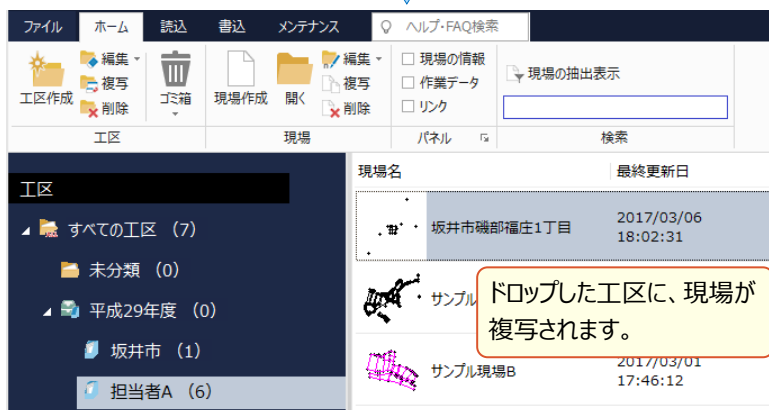 ファイル ホーム 読込 書込 メンテナンス ヘルプ・FAQ検索
工区作成 編集 複写 削除 ゴミ箱 現場作成 開く 編集 複写 削除 現場の情報 作業データ リンク 現場の抽出表示
工区 現場 パネル 検索
工区
すべての工区 (7)
未分類 (0)
平成29年度 (0)
坂井市 (1)
担当者A (6)
現場名 最終更新日
坂井市磯部福庄1丁目 2017/03/06
18:02:31
サンプル
ドロップした工区に、現場が
複写されます。
サンプル現場B 2017/03/01
17:46:12